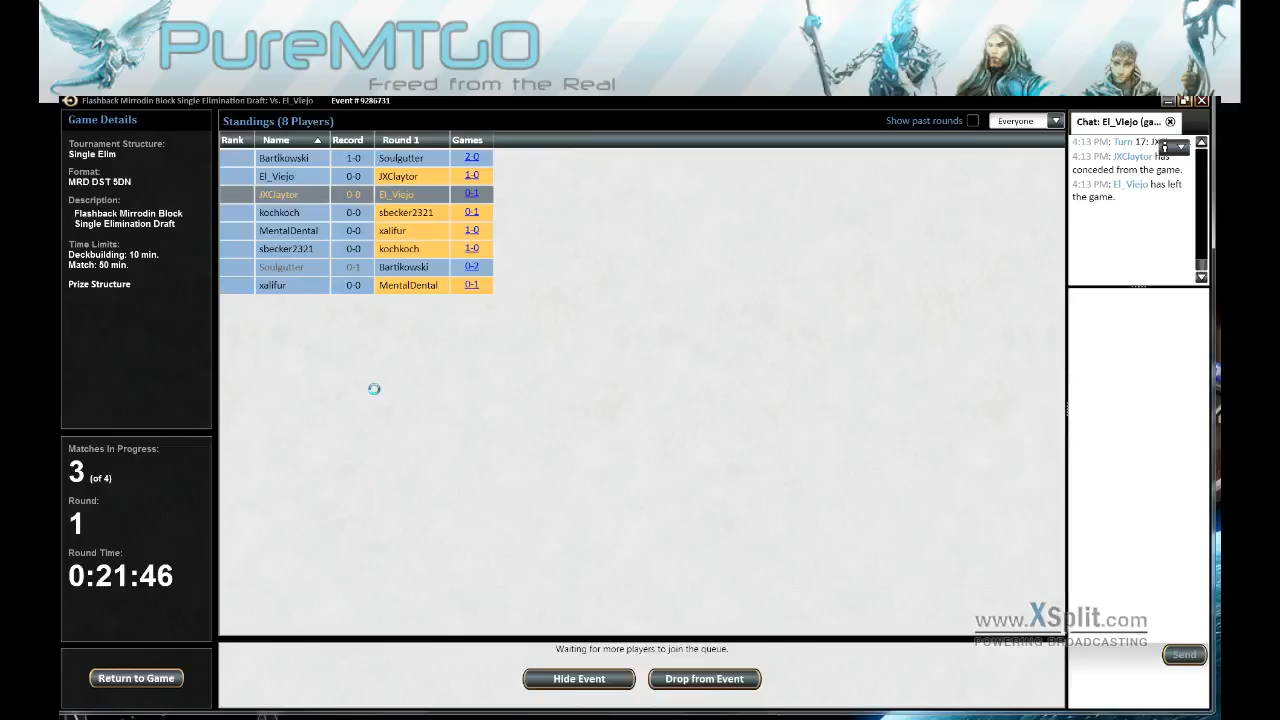 PureMTGO
Freed from the Real
Flashback Mirrodin Block Single Elimination Draft: Vs. El_Viejo Event # 9286731
Game Details
Tournament Structure:
Single Elim
Format:
MRD DST 5DN
Description:
Flashback Mirrodin Block
Single Elimination Draft
Time Limits:
Deckbuilding: 10 min.
Match: 50 min.
Prize Structure
Matches In Progress:
3 (of 4)
Round:
1
Round Time:
0:21:46
Return to Game
Standings (8 Players) Show past rounds Everyone
Rank Name Record Round 1 Games
Bartikowski 1-0 Soulgutter 2-0
El_Viejo 0-0 JXClaytor 1-0
JXClaytor 0-0 El_Viejo 0-1
kochkoch 0-0 sbecker2321 0-1
MentalDental 0-0 xalifur 1-0
sbecker2321 0-0 kochkoch 1-0
Soulgutter 0-1 Bartikowski 0-2
xalifur 0-0 MentalDental 0-1
Waiting for more players to join the queue.
Hide Event Drop from Event
Chat: El_Viejo (ga...
4:13 PM: Turn 17:
4:13 PM: JXClaytor has
conceded from the game.
4:13 PM: El_Viejo has left
the game.
www.XSplit.com
POWERING BROADCASTING
Send